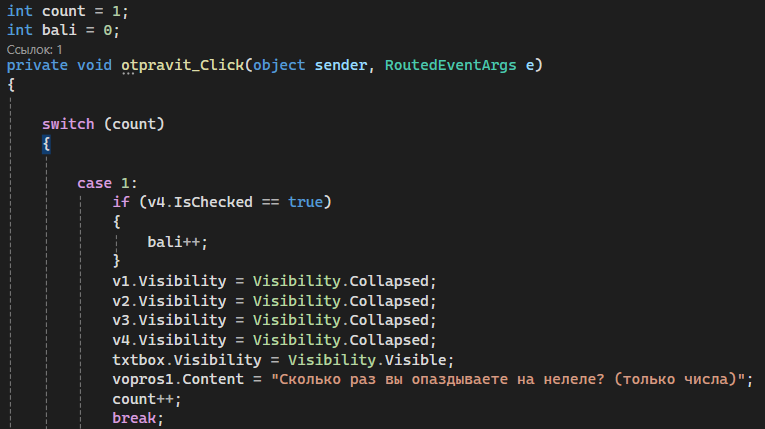 int count = 1;
int bali = 0;
Ссылок: 1
private void otpravit_Click(object sender, RoutedEventArgs e)
{
switch (count)
{
case 1:
if (v4.IsChecked == true)
{
bali++;
}
v1.Visibility = Visibility.Collapsed;
v2.Visibility = Visibility.Collapsed;
v3.Visibility = Visibility.Collapsed;
v4.Visibility = Visibility.Collapsed;
txtbox.Visibility = Visibility.Visible;
vopros1.Content = "Сколько раз вы опаздываете на нелеле? (только числа)";
count++;
break;